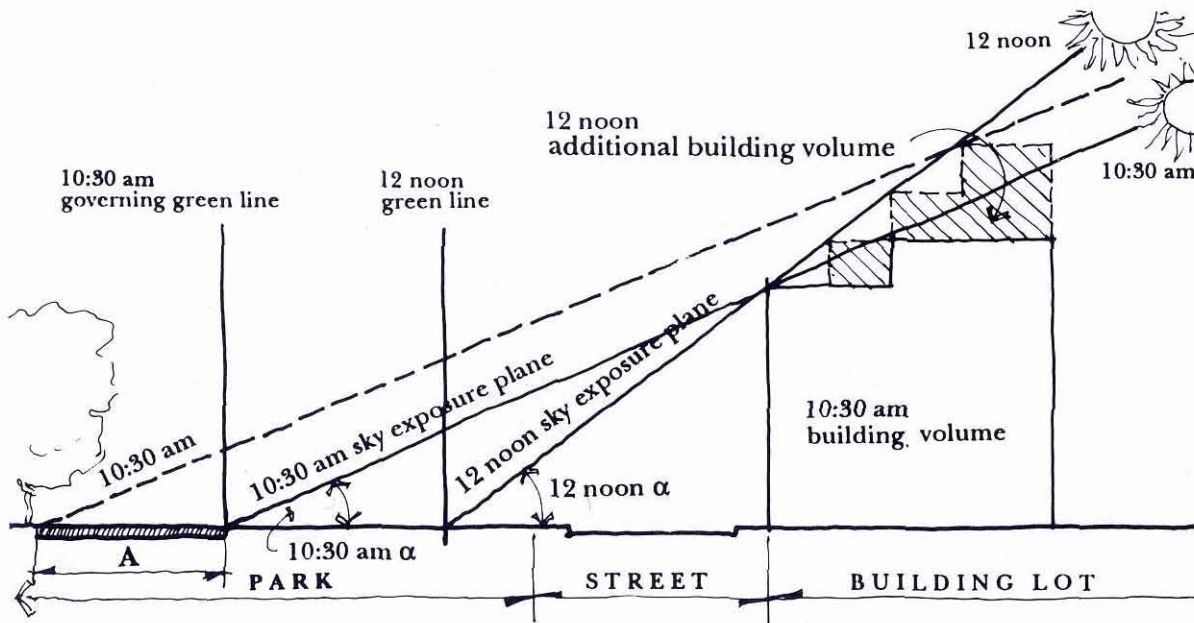 12 noon
12 noon
additional building volume
10:30 am
10:30 am
governing green line
12 noon
green line
10:30 am
10:30 am sky exposure plane
12 noon sky exposure plane
10:30 am
building volume
12 noon α
10:30 am α
A
PARK
STREET
BUILDING LOT